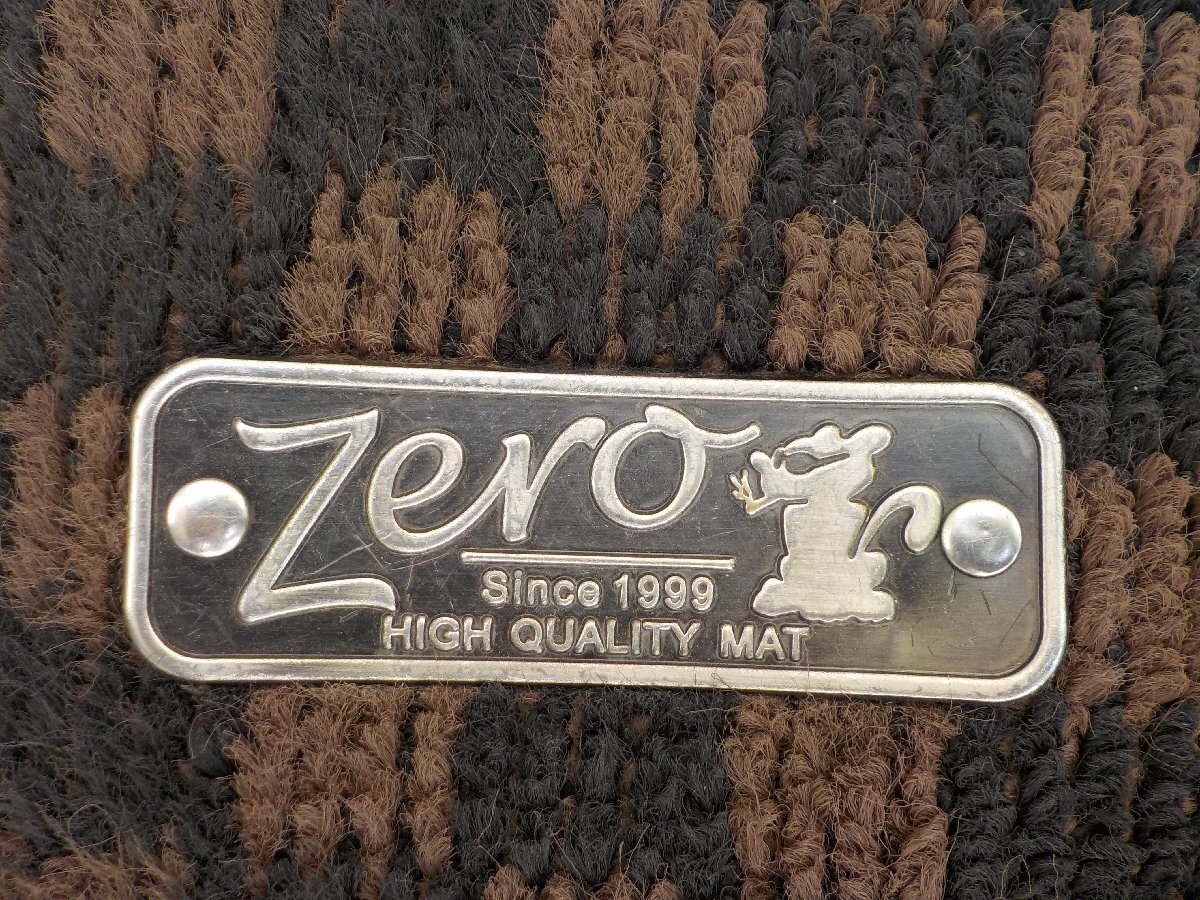 Zero
Since 1999
HIGH QUALITY MAT